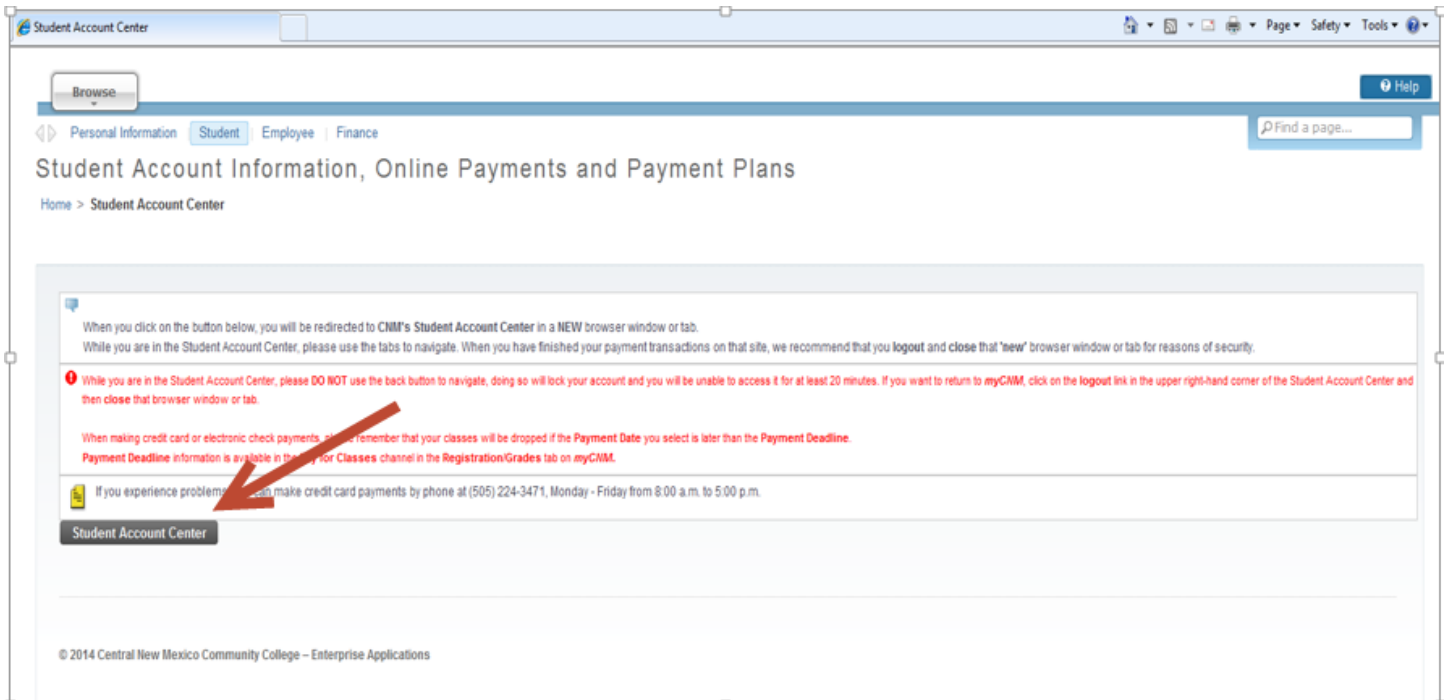 Student Account Center
Page Safety Tools
Browse
Help
Personal Information Student Employee Finance
Find a page...
Student Account Information, Online Payments and Payment Plans
Home > Student Account Center
When you click on the button below, you will be redirected to CNM's Student Account Center in a NEW browser window or tab.
While you are in the Student Account Center, please use the tabs to navigate. When you have finished your payment transactions on that site, we recommend that you logout and close that 'new' browser window or tab for reasons of security.
While you are in the Student Account Center, please DO NOT use the back button to navigate, doing so will lock your account and you will be unable to access it for at least 20 minutes. If you want to return to myCNM, click on the logout link in the upper right-hand corner of the Student Account Center and
then close that browser window or tab.
When making credit card or electronic check payments, remember that your classes will be dropped if the Payment Date you select is later than the Payment Deadline.
Payment Deadline information is available in the for Classes channel in the Registration/Grades tab on myCNM.
If you experience problems can make credit card payments by phone at (505) 224-3471, Monday - Friday from 8:00 a.m. to 5:00 p.m.
Student Account Center
© 2014 Central New Mexico Community College – Enterprise Applications